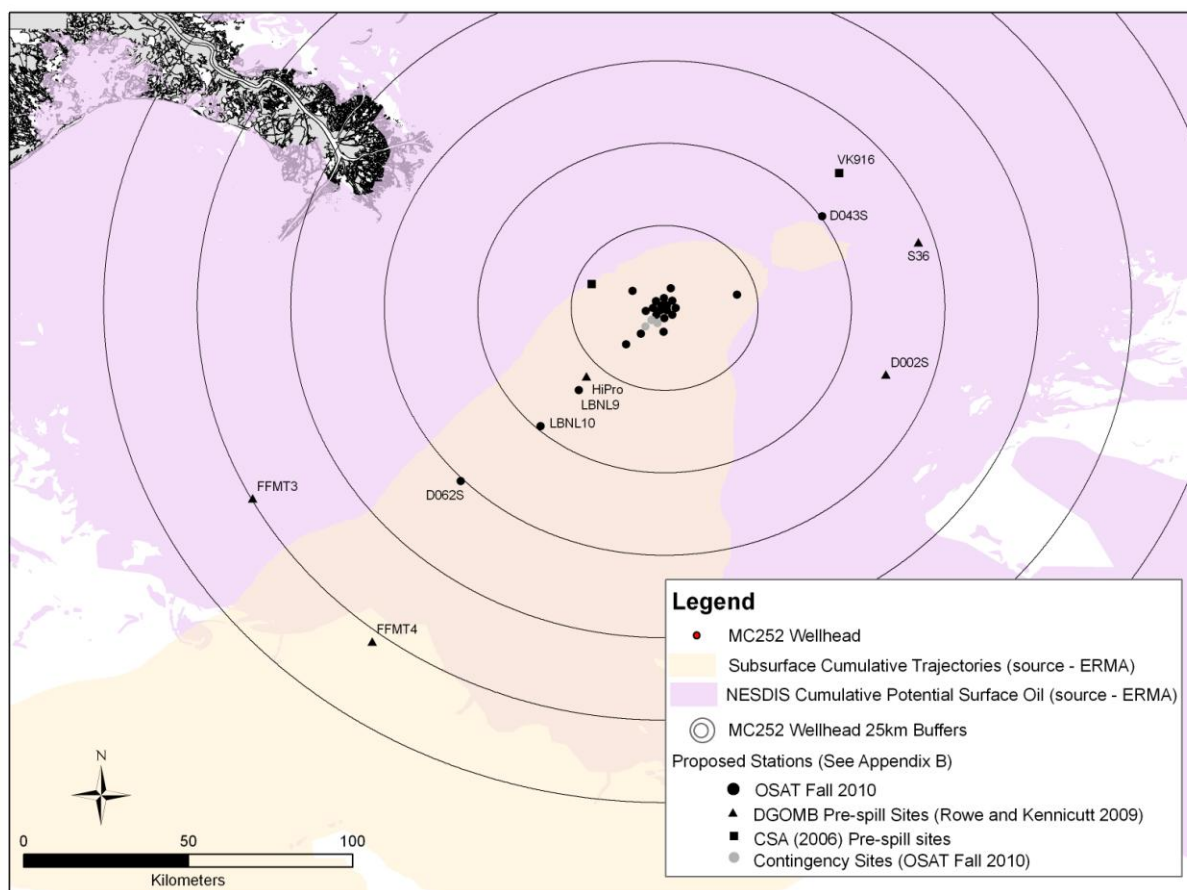 VK916
D043S
S36
D002S
HiPro
LBNL9
LBNL10
D062S
FFMT3
FFMT4
N
0 50 100
Kilometers
Legend
MC252 Wellhead
Subsurface Cumulative Trajectories (source - ERMA)
NESDIS Cumulative Potential Surface Oil (source - ERMA)
MC252 Wellhead 25km Buffers
Proposed Stations (See Appendix B)
OSAT Fall 2010
DGOMB Pre-spill Sites (Rowe and Kennicutt 2009)
CSA (2006) Pre-spill sites
Contingency Sites (OSAT Fall 2010)